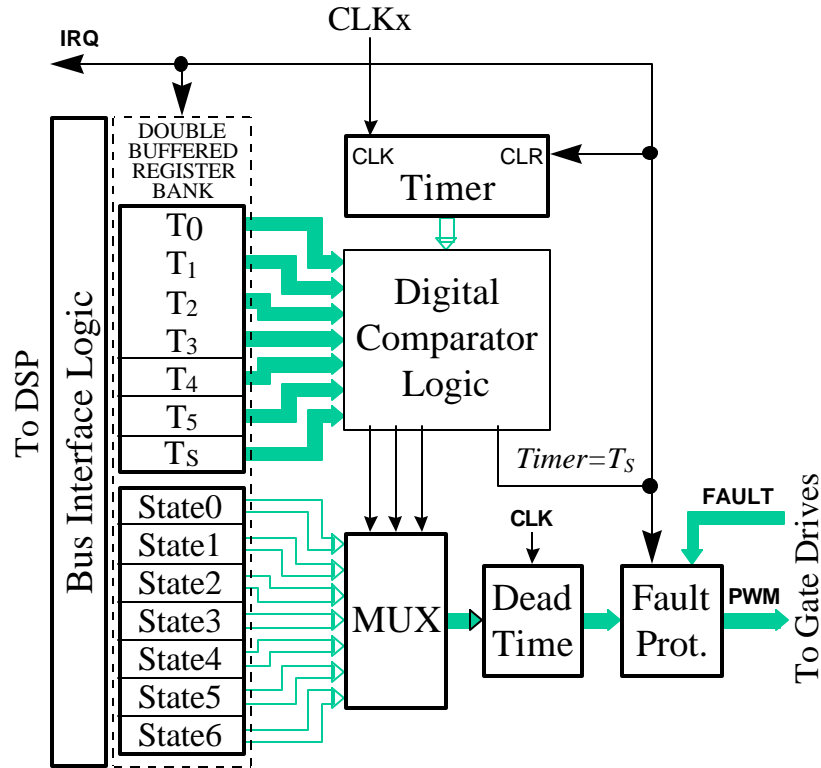 CLKx
IRQ
DOUBLE
BUFFERED
REGISTER
BANK
CLK
CLR
Timer
T0
T1
T2
T3
T4
T5
TS
Digital
Comparator
Logic
To DSP
Bus Interface Logic
Timer=TS
State0
State1
State2
State3
State4
State5
State6
MUX
CLK
Dead
Time
FAULT
Fault
Prot.
PWM
To Gate Drives